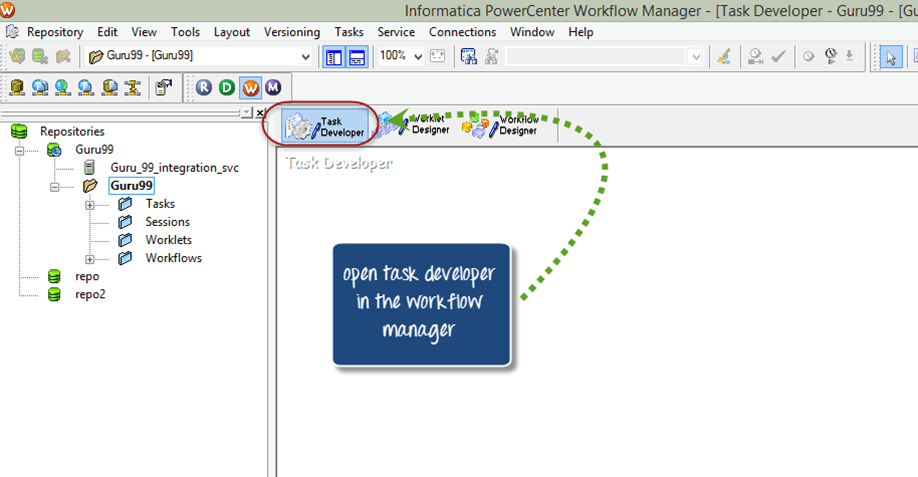 Informatica PowerCenter Workflow Manager - [Task Developer - Guru99 - [Gu
Repository Edit View Tools Layout Versioning Tasks Service Connections Window Help
Guru99 - [Guru99]
100%
R D W M
Task Developer
Worklet Designer
Workflow Designer
Repositories
Guru99
Guru_99_integration_svc
Guru99
Tasks
Sessions
Worklets
Workflows
repo
repo2
Task Developer
open task developer
in the workflow
manager